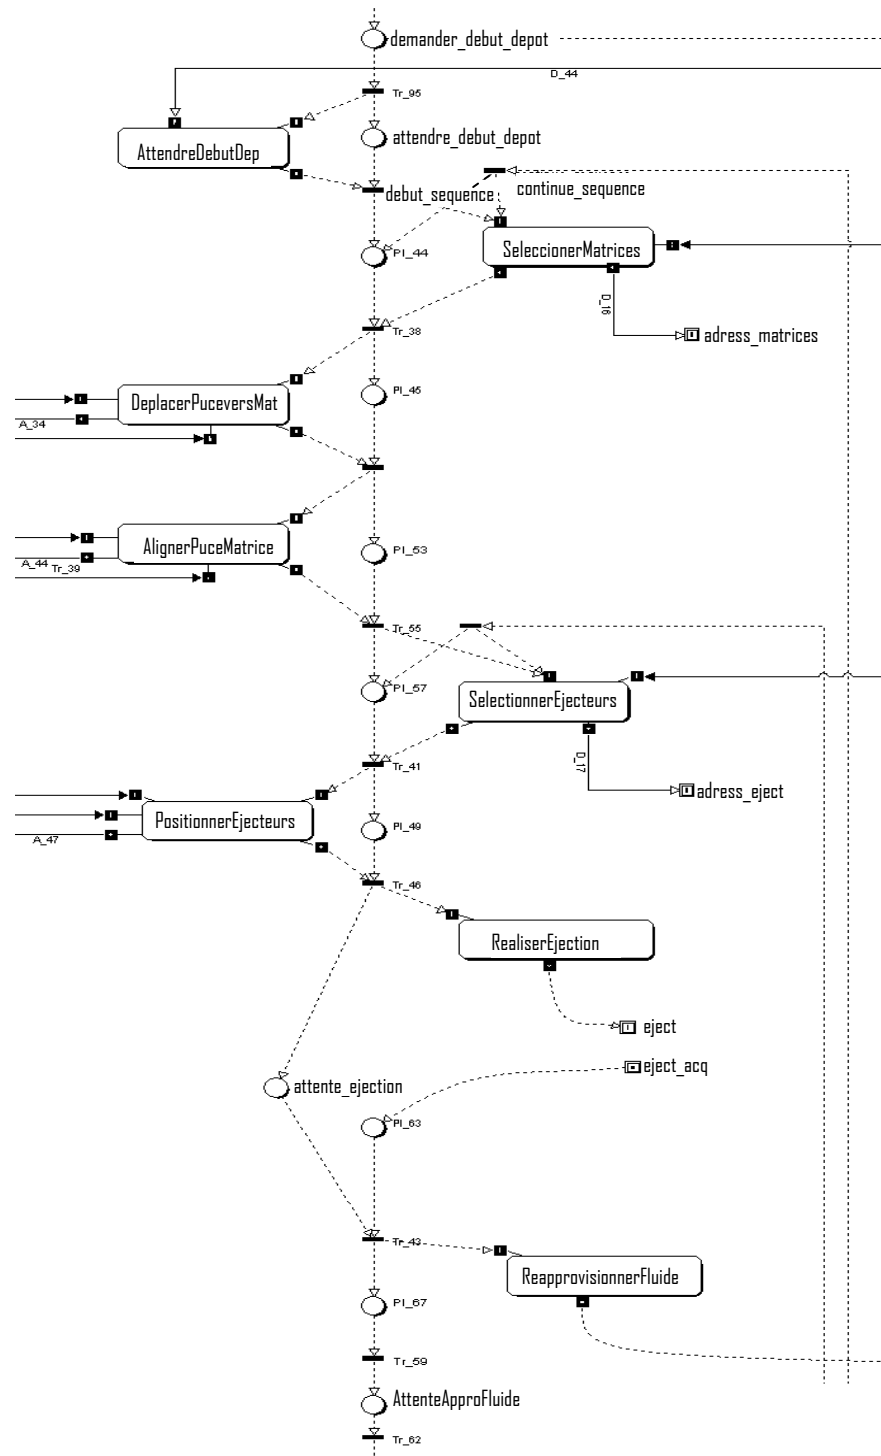 demander_debut_depot
D_44
Tr_95
attendre_debut_depot
AttendreDebutDep
debut_sequence
continue_sequence
Pl_44
SeleccionerMatrices
D_16
Tr_38
adress_matrices
Pl_45
DeplacerPuceversMat
A_34
AlignerPuceMatrice
Pl_53
A_44
Tr_39
Tr_55
Pl_57
SelectionnerEjecteurs
D_17
Tr_41
adress_eject
PositionnerEjecteurs
Pl_49
A_47
Tr_46
RealiserEjection
eject
eject_acq
attente_ejection
Pl_63
Tr_43
ReapprovisionnerFluide
Pl_67
Tr_59
AttenteApproFluide
Tr_62